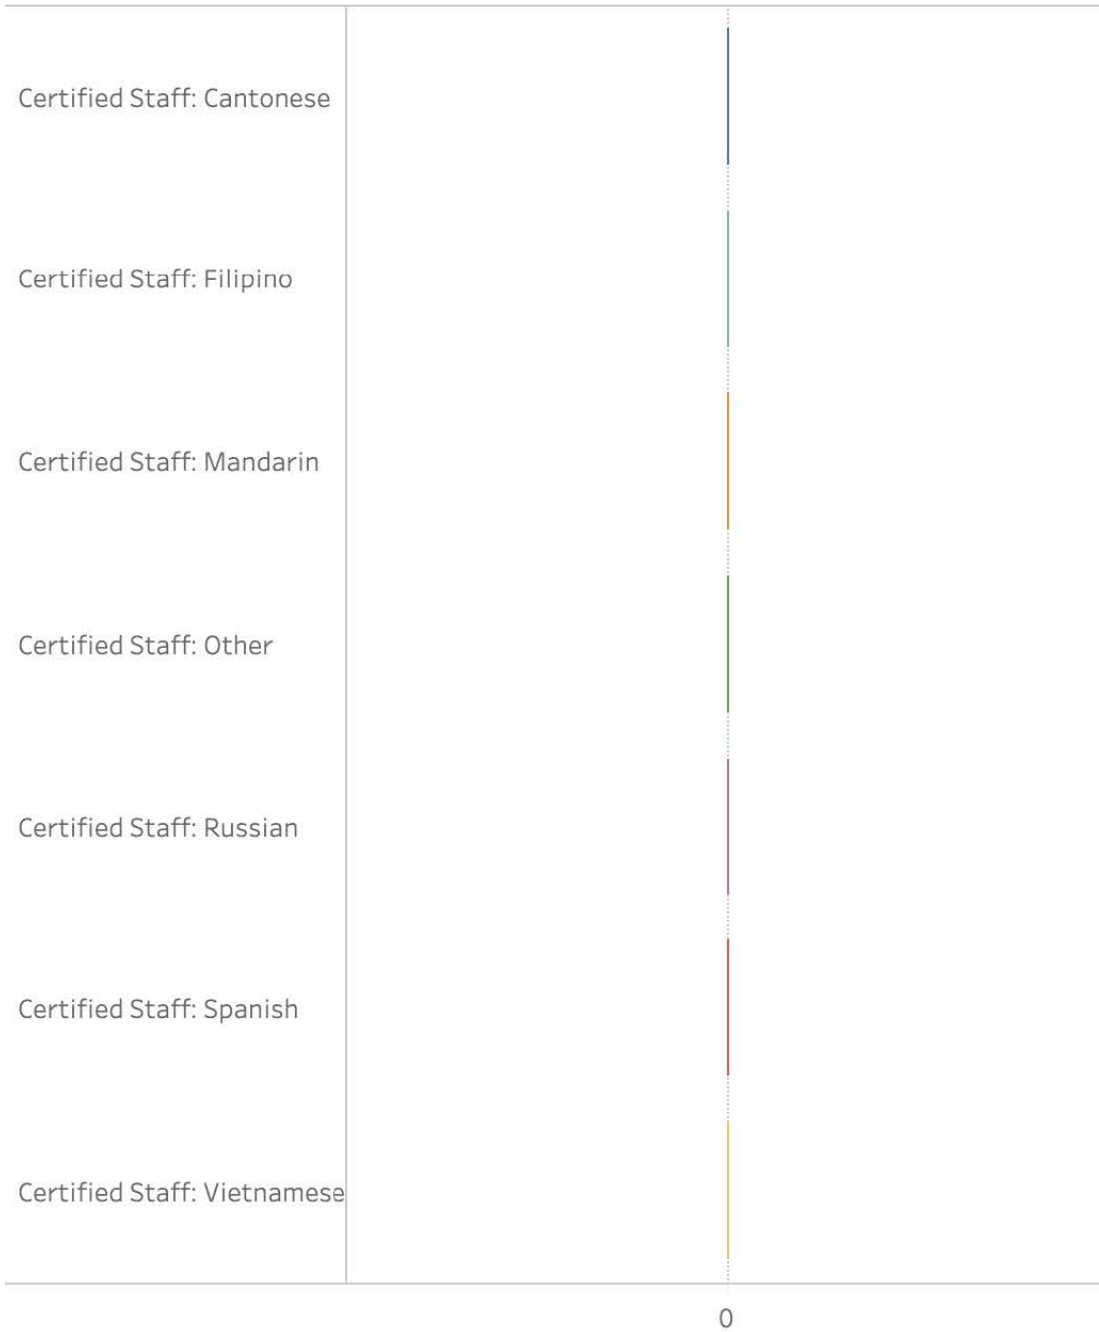 Certified Staff: Cantonese
Certified Staff: Filipino
Certified Staff: Mandarin
Certified Staff: Other
Certified Staff: Russian
Certified Staff: Spanish
Certified Staff: Vietnamese
0